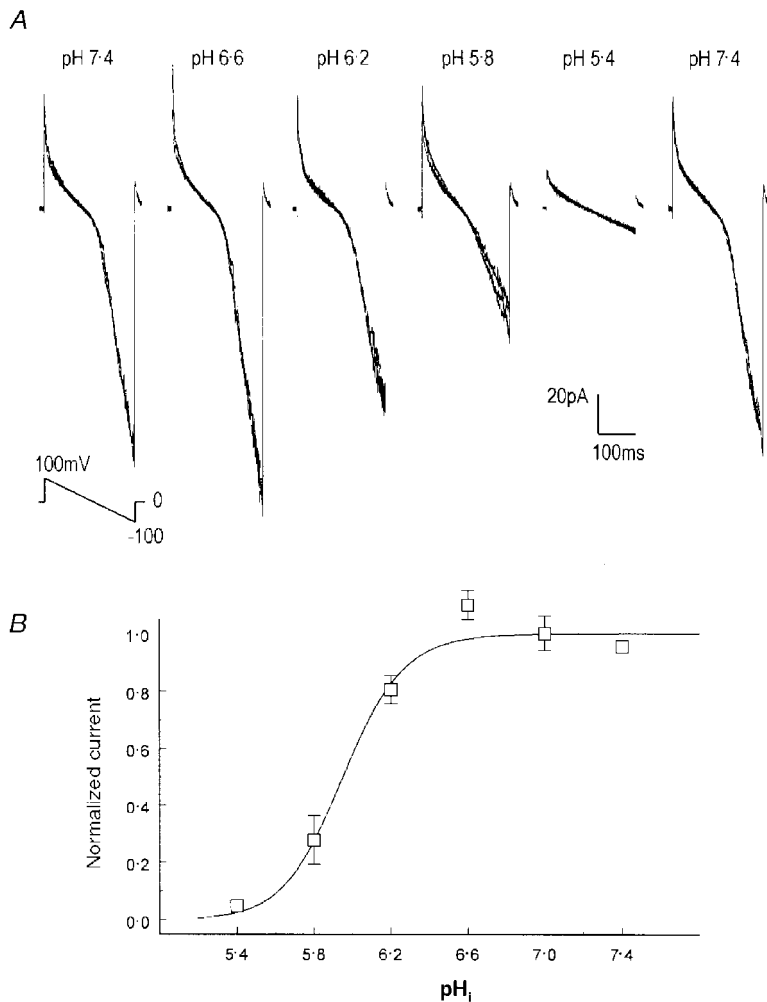 A
pH 7·4 pH 6·6 pH 6·2 pH 5·8 pH 5·4 pH 7·4
20pA
100ms
100mV
0
-100
B
Normalized current
1·0
0·8
0·6
0·4
0·2
0·0
5·4 5·8 6·2 6·6 7·0 7·4
pHi